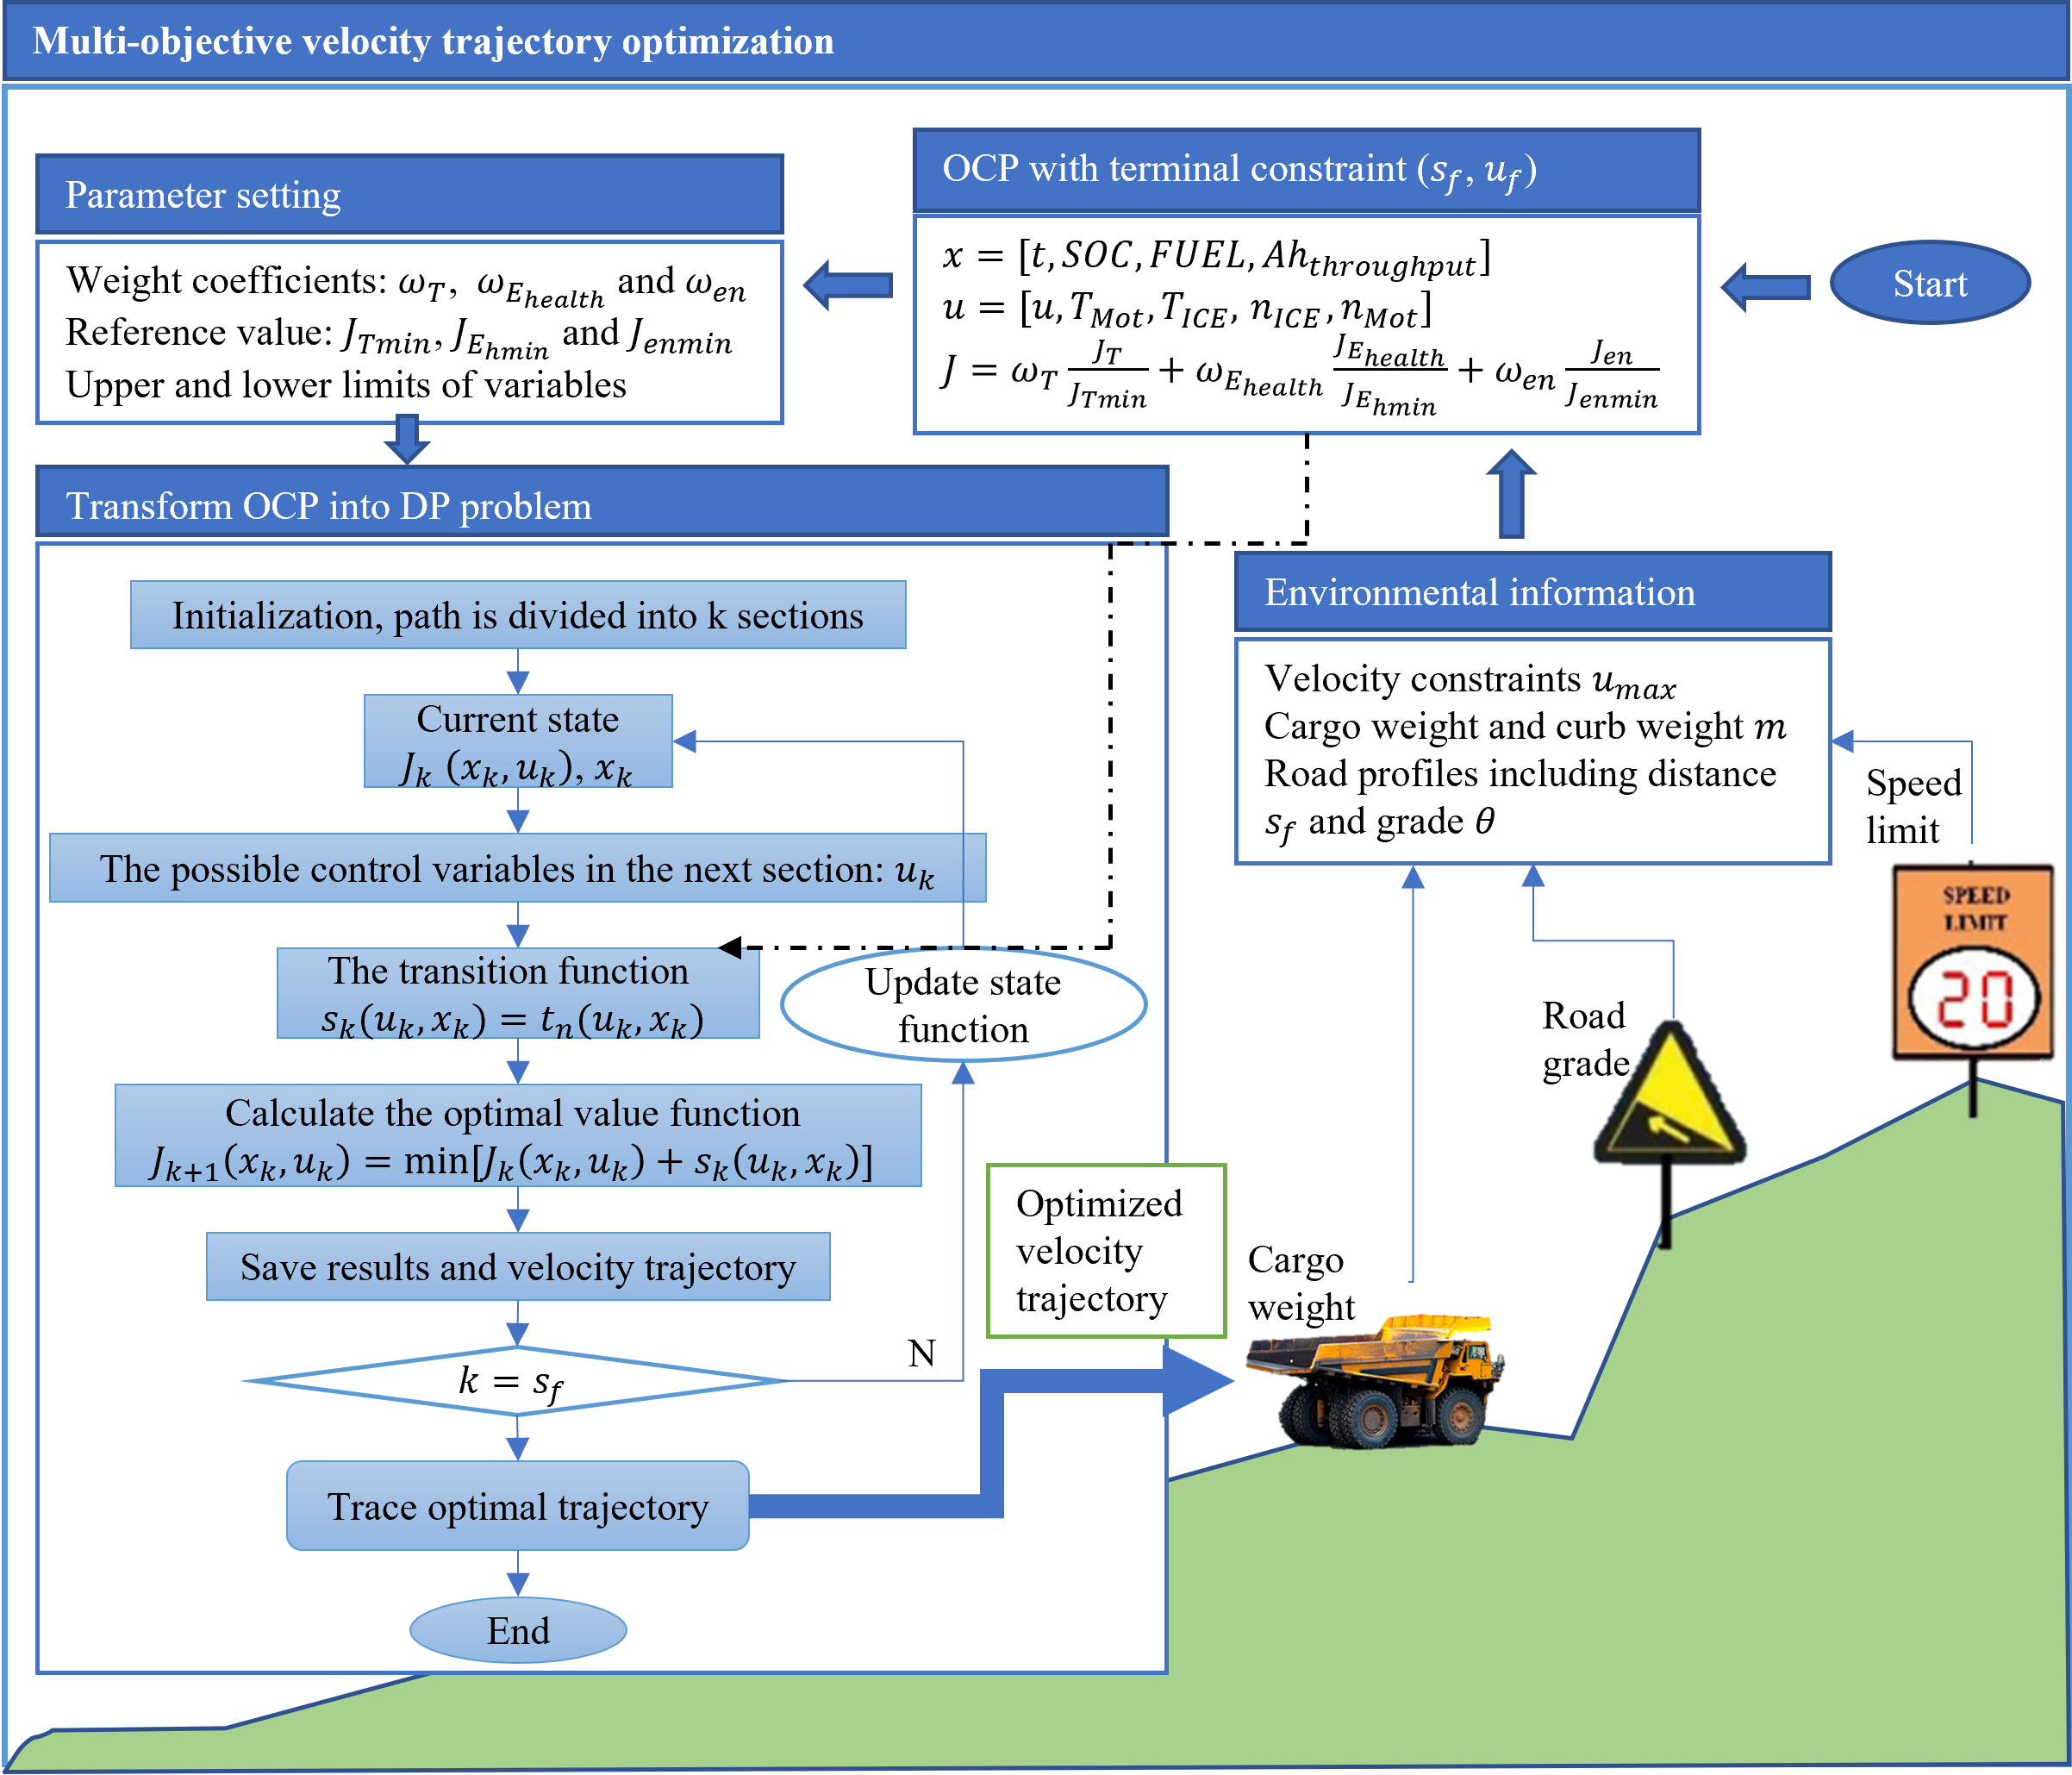 Multi-objective velocity trajectory optimization
Parameter setting
Weight coefficients: ω_T, ω_{E_{health}} and ω_{en}
Reference value: J_{Tmin}, J_{E_{hmin}} and J_{enmin}
Upper and lower limits of variables
OCP with terminal constraint (s_f, u_f)
x = [t, SOC, FUEL, Ah_{throughput}]
u = [u, T_{Mot}, T_{ICE}, n_{ICE}, n_{Mot}]
J = ω_T \frac{J_T}{J_{Tmin}} + ω_{E_{health}} \frac{J_{E_{health}}}{J_{E_{hmin}}} + ω_{en} \frac{J_{en}}{J_{enmin}}
Start
Transform OCP into DP problem
Initialization, path is divided into k sections
Current state
J_k (x_k, u_k), x_k
The possible control variables in the next section: u_k
The transition function
s_k(u_k, x_k) = t_n(u_k, x_k)
Update state
function
Calculate the optimal value function
J_{k+1}(x_k, u_k) = min[J_k(x_k, u_k) + s_k(u_k, x_k)]
Save results and velocity trajectory
k = s_f
N
Trace optimal trajectory
End
Optimized
velocity
trajectory
Environmental information
Velocity constraints u_{max}
Cargo weight and curb weight m
Road profiles including distance
s_f and grade θ
Speed
limit
SPEED
LIMIT
20
Road
grade
Cargo
weight